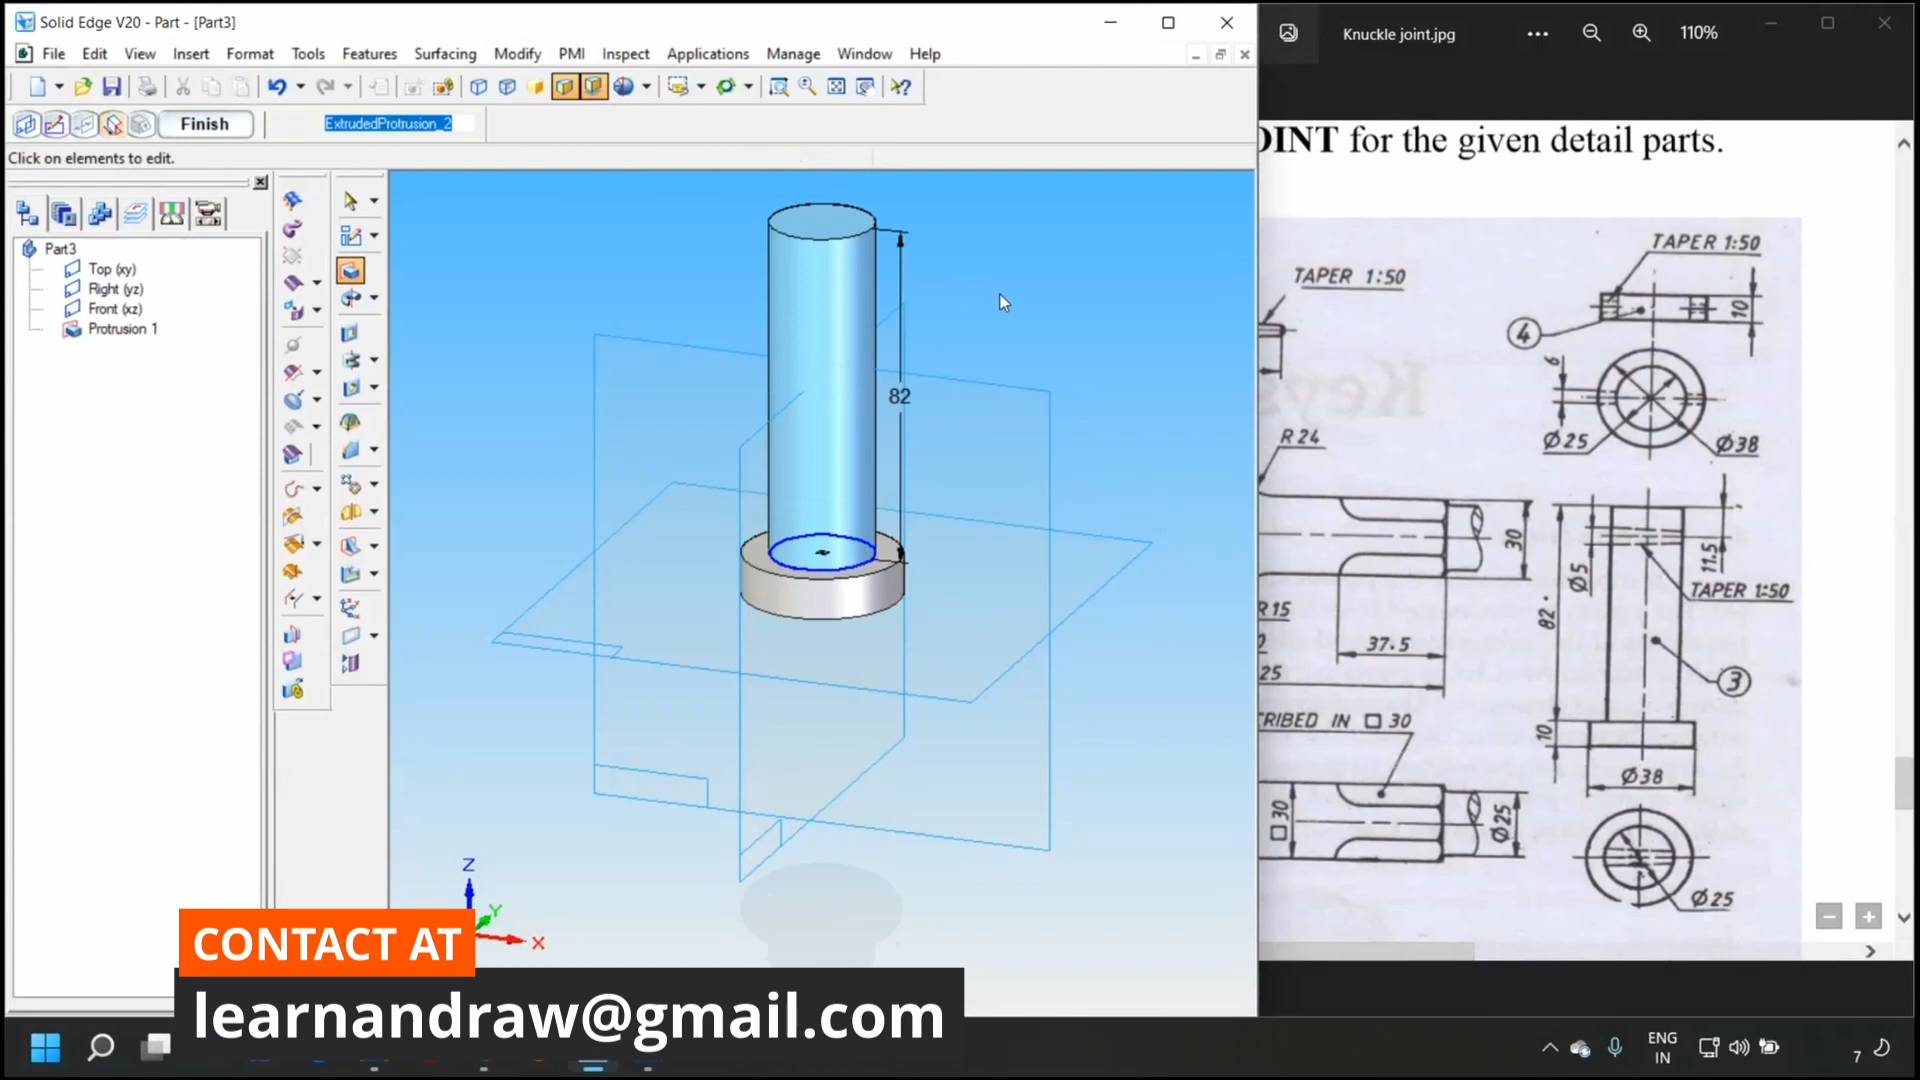 Solid Edge V20 - Part - [Part3]
File Edit View Insert Format Tools Features Surfacing Modify PMI Inspect Applications Manage Window Help
Finish
ExtrudedProtrusion_2
Click on elements to edit.
Part3
Top (xy)
Right (yz)
Front (xz)
Protrusion 1
82
Z
Y
X
CONTACT AT
learnandraw@gmail.com
Knuckle joint.jpg
110%
OINT for the given detail parts.
TAPER 1:50
TAPER 1:50
10
4
6
Ø25
Ø38
R 24
30
Ø5
11.5
TAPER 1:50
R15
82
37.5
25
3
CRIBED IN □ 30
10
Ø38
□ 30
Ø25
Ø25
ENG
IN
7